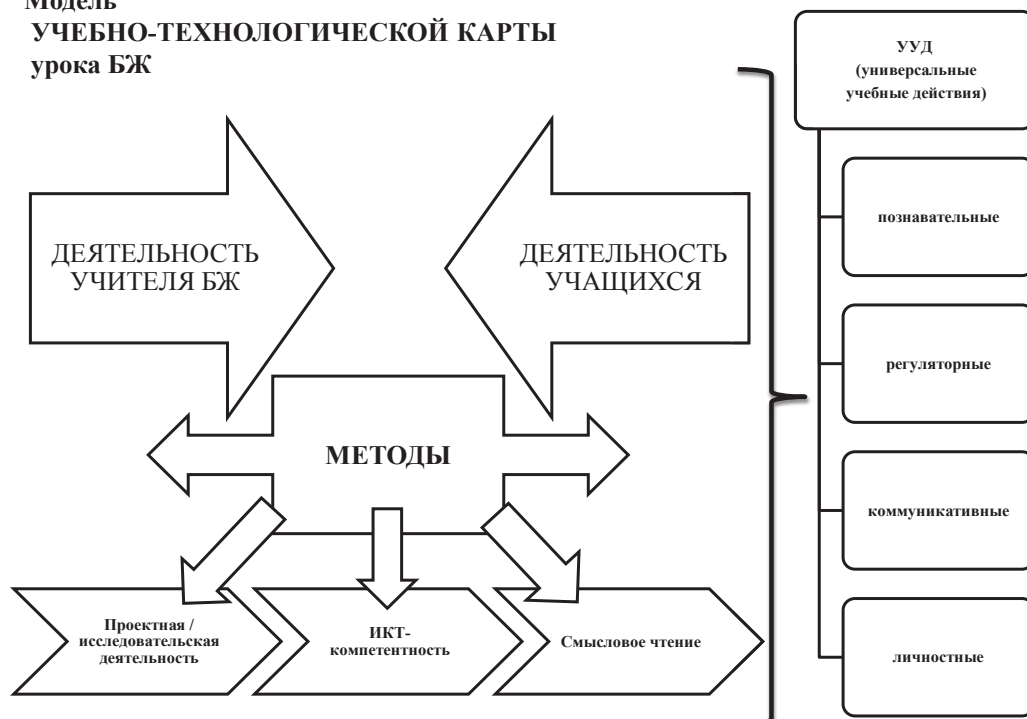 Модель
УЧЕБНО-ТЕХНОЛОГИЧЕСКОЙ КАРТЫ
урока БЖ
УУД
(универсальные
учебные действия)
познавательные
регуляторные
коммуникативные
личностные
ДЕЯТЕЛЬНОСТЬ
УЧИТЕЛЯ БЖ
ДЕЯТЕЛЬНОСТЬ
УЧАЩИХСЯ
МЕТОДЫ
Проектная /
исследовательская
деятельность
ИКТ-
компетентность
Смысловое чтение